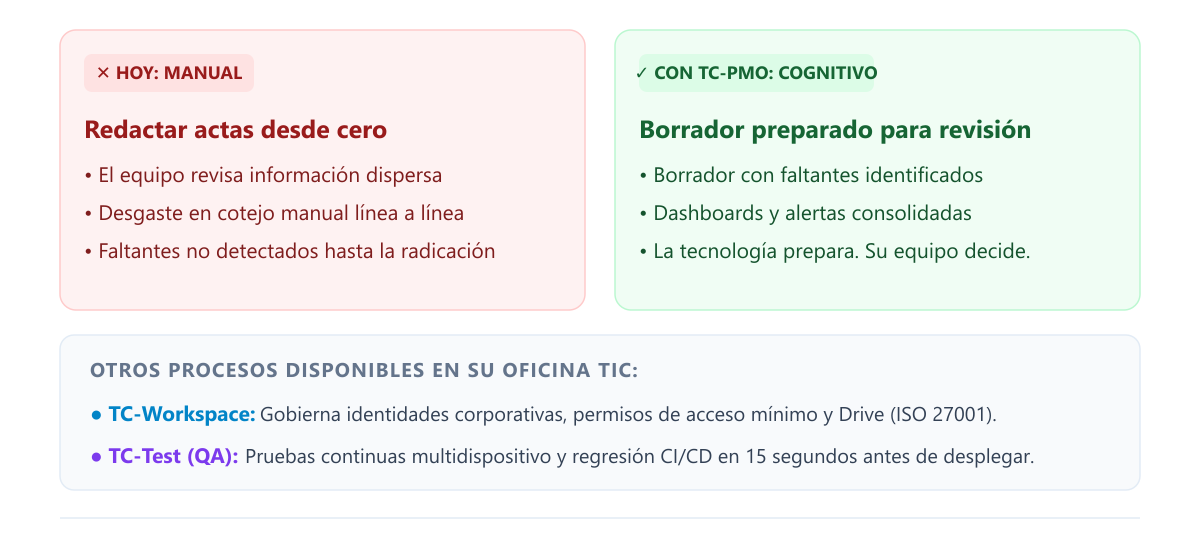 ✕ HOY: MANUAL
Redactar actas desde cero
• El equipo revisa información dispersa
• Desgaste en cotejo manual línea a línea
• Faltantes no detectados hasta la radicación
✓ CON TC-PMO: COGNITIVO
Borrador preparado para revisión
• Borrador con faltantes identificados
• Dashboards y alertas consolidadas
• La tecnología prepara. Su equipo decide.
OTROS PROCESOS DISPONIBLES EN SU OFICINA TIC:
● TC-Workspace: Gobierna identidades corporativas, permisos de acceso mínimo y Drive (ISO 27001).
● TC-Test (QA): Pruebas continuas multidispositivo y regresión CI/CD en 15 segundos antes de desplegar.